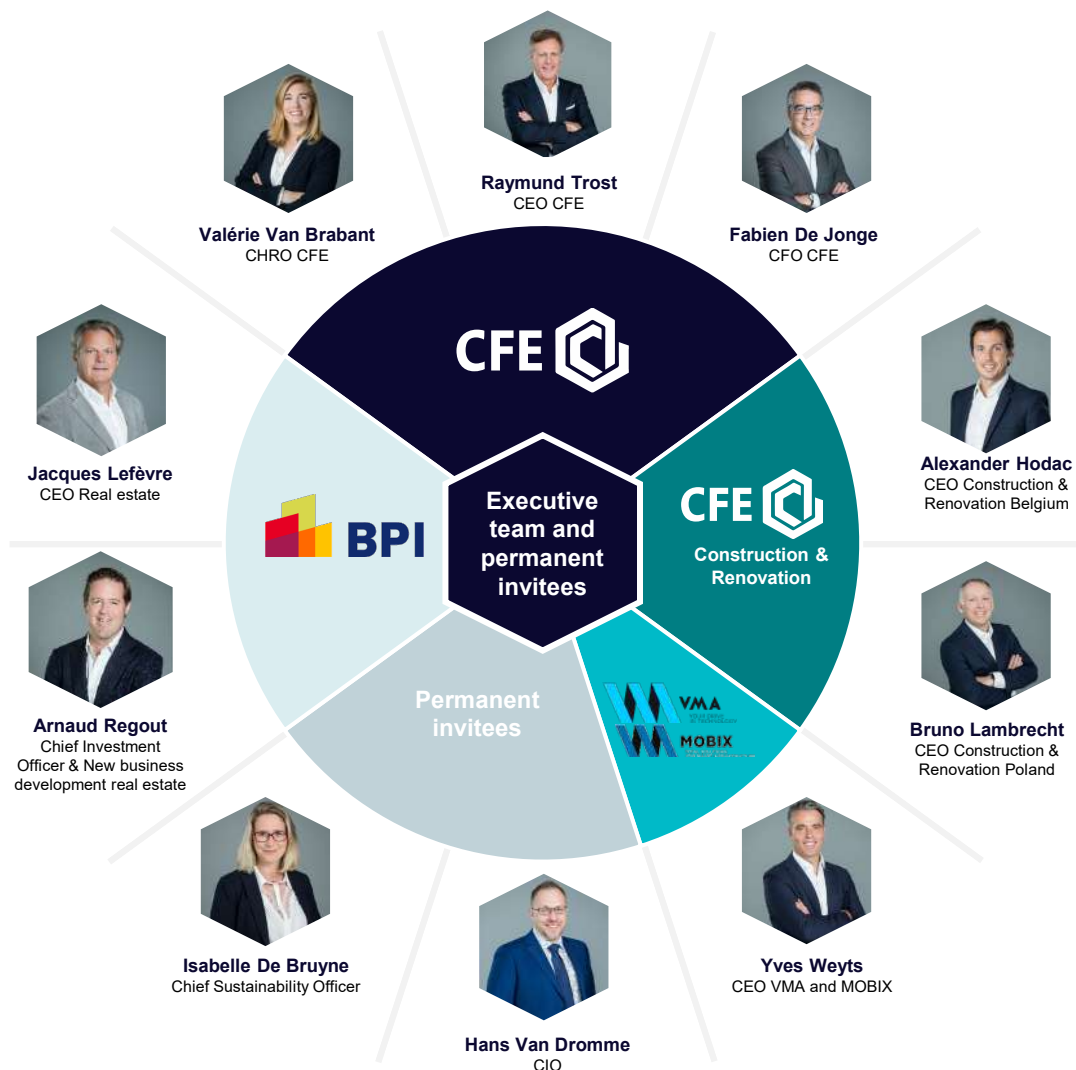 Raymund Trost
CEO CFE
Valérie Van Brabant
CHRO CFE
Fabien De Jonge
CFO CFE
CFE
Jacques Lefèvre
CEO Real estate
Alexander Hodac
CEO Construction &
Renovation Belgium
BPI
Executive
team and
permanent
invitees
CFE
Construction &
Renovation
Arnaud Regout
Chief Investment
Officer & New business
development real estate
Permanent
invitees
VMA
MOBIX
Bruno Lambrecht
CEO Construction &
Renovation Poland
Isabelle De Bruyne
Chief Sustainability Officer
Yves Weyts
CEO VMA and MOBIX
Hans Van Dromme
CIO